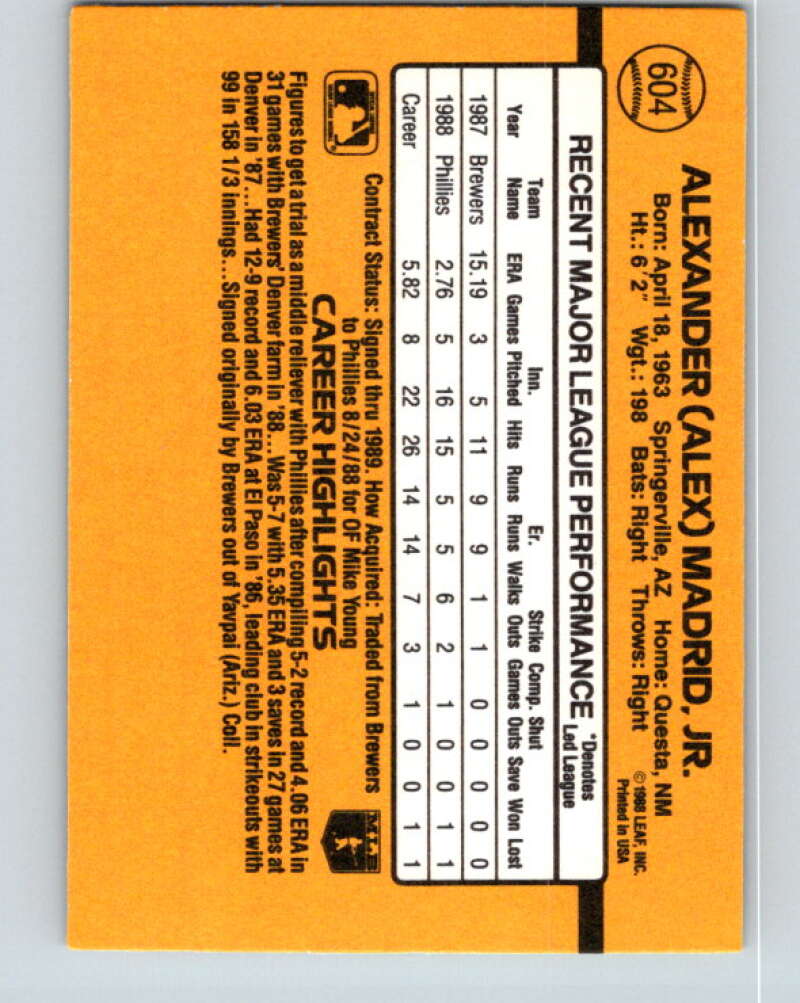 604
ALEXANDER (ALEX) MADRID, JR.
Born: April 18, 1963 Springerville, AZ Home: Questa, NM
Ht.: 6'2" Wgt.: 198 Bats: Right Throws: Right
© 1988 LEAF, INC.
Printed in USA
RECENT MAJOR LEAGUE PERFORMANCE
*Denotes
Led League
Team Inn. Er. Strike Comp. Shut
Year Name ERA Games Pitched Hits Runs Runs Walks Outs Games Outs Save Won Lost
1987 Brewers 15.19 3 5 11 9 9 1 1 0 0 0 0 0
1988 Phillies 2.76 5 16 15 5 5 6 2 1 0 0 1 1
Career 5.82 8 22 26 14 14 7 3 1 0 0 1 1
Contract Status: Signed thru 1989. How Acquired: Traded from Brewers
to Phillies 8/24/88 for OF Mike Young
CAREER HIGHLIGHTS
Figures to get a trial as a middle reliever with Phillies after compiling 5-2 record and 4.06 ERA in
31 games with Brewers' Denver farm in '88...Was 5-7 with 5.35 ERA and 3 saves in 27 games at
Denver in '87...Had 12-9 record and 6.03 ERA at El Paso in '86, leading club in strikeouts with
99 in 158 1/3 innings...Signed originally by Brewers out of Yavpai (Ariz.) Coll.